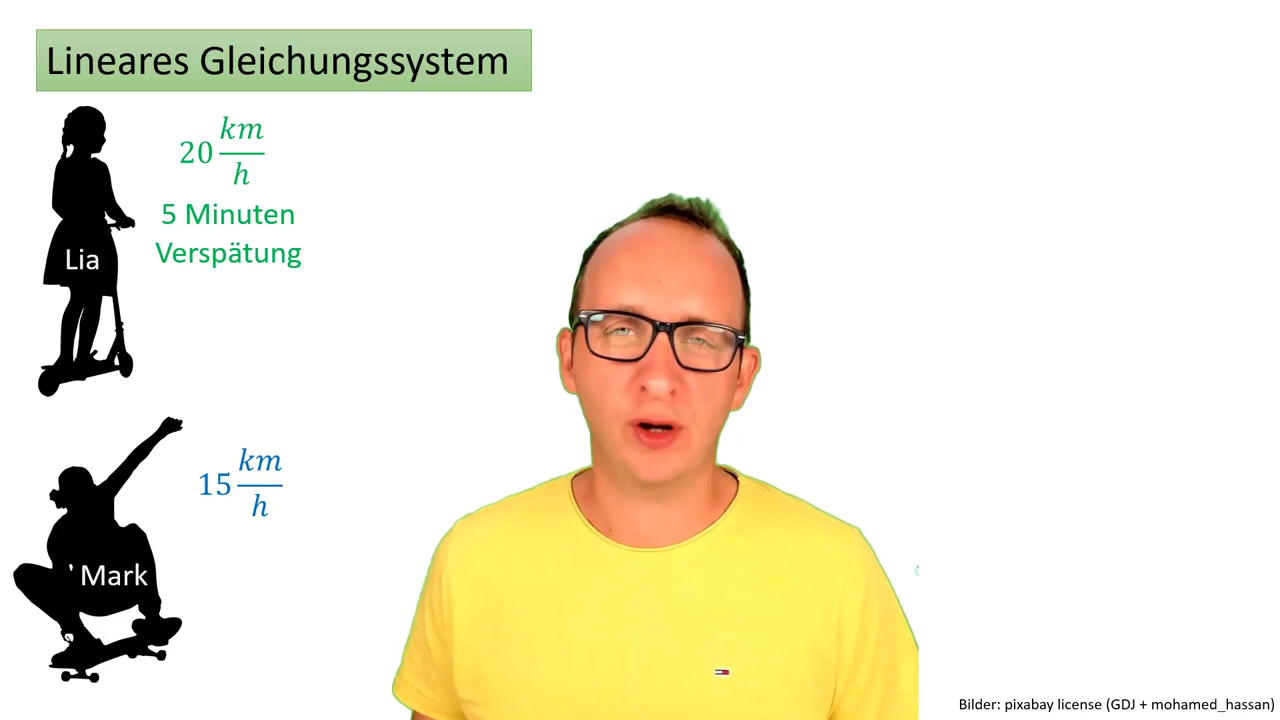 Lineares Gleichungssystem
20 km/h
5 Minuten
Verspätung
Lia
15 km/h
Mark
Bilder: pixabay license (GDJ + mohamed_hassan)